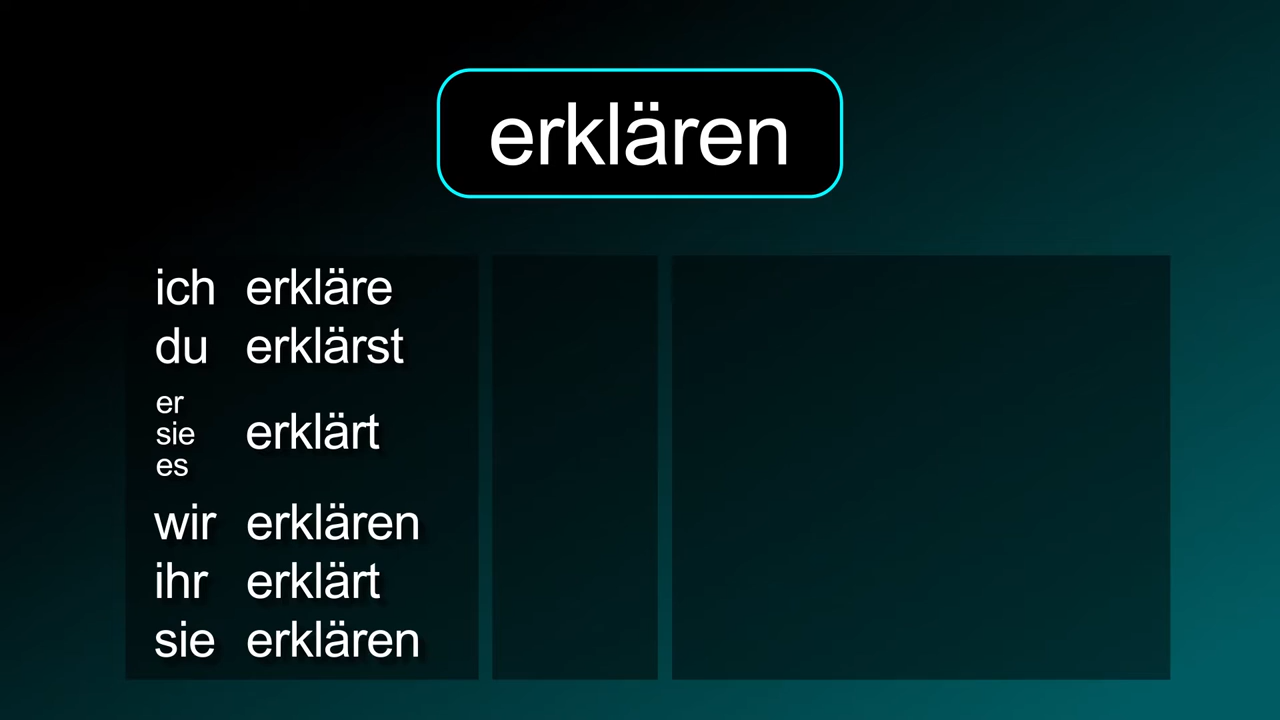 erklären
ich erkläre
du erklärst
er
sie erklärt
es
wir erklären
ihr erklärt
sie erklären